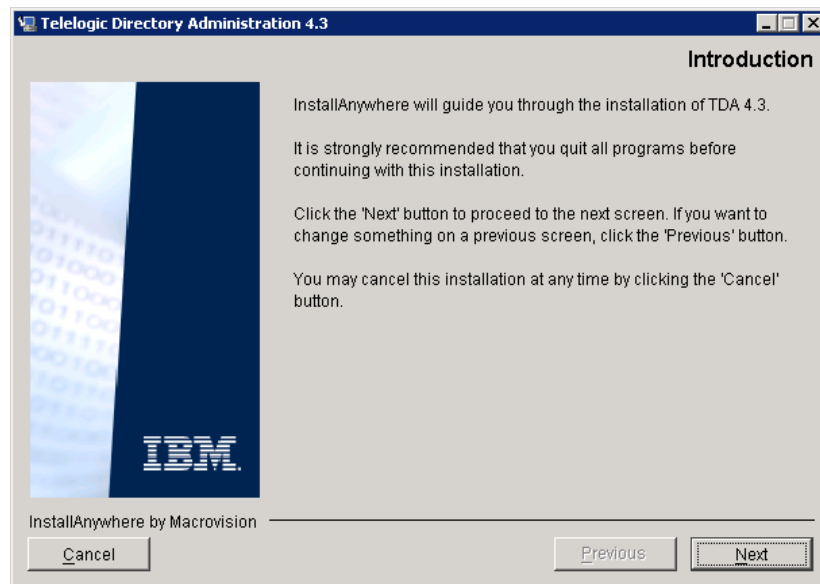 Telelogic Directory Administration 4.3
Introduction
InstallAnywhere will guide you through the installation of TDA 4.3.
It is strongly recommended that you quit all programs before
continuing with this installation.
Click the 'Next' button to proceed to the next screen. If you want to
change something on a previous screen, click the 'Previous' button.
You may cancel this installation at any time by clicking the 'Cancel'
button.
IBM.
InstallAnywhere by Macrovision
Cancel
Previous
Next